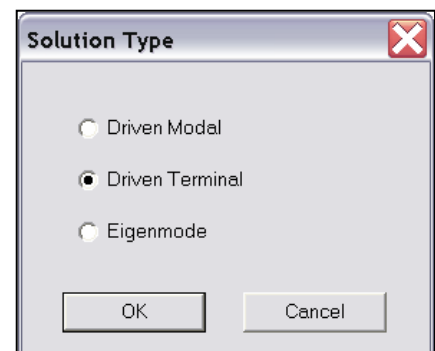 Solution Type
Driven Modal
Driven Terminal
Eigenmode
OK Cancel